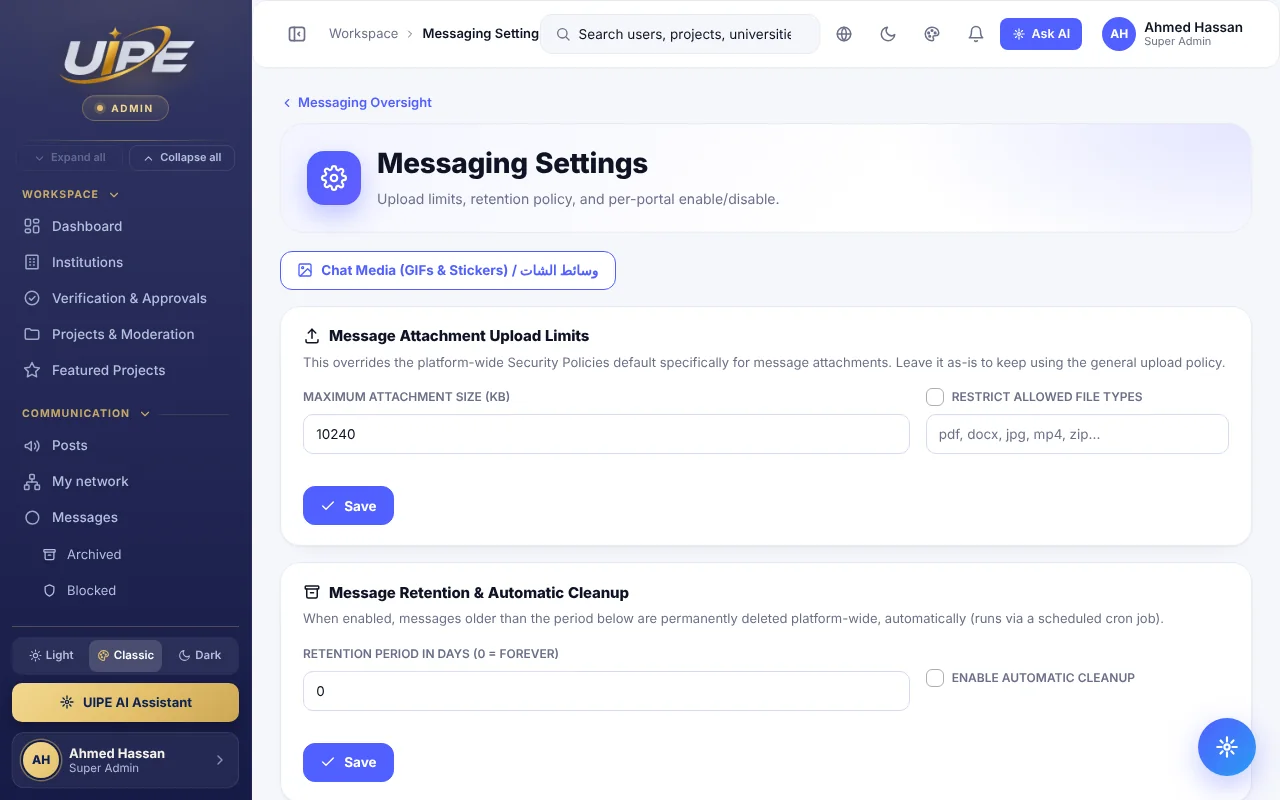 UIPE
ADMIN
Expand all
Collapse all
WORKSPACE
Dashboard
Institutions
Verification & Approvals
Projects & Moderation
Featured Projects
COMMUNICATION
Posts
My network
Messages
Archived
Blocked
Light
Classic
Dark
UIPE AI Assistant
AH
Ahmed Hassan
Super Admin
Workspace
Messaging Setting
Search users, projects, universitie
Ask AI
AH
Ahmed Hassan
Super Admin
Messaging Oversight
Messaging Settings
Upload limits, retention policy, and per-portal enable/disable.
Chat Media (GIFs & Stickers) / وسائط الشات
Message Attachment Upload Limits
This overrides the platform-wide Security Policies default specifically for message attachments. Leave it as-is to keep using the general upload policy.
MAXIMUM ATTACHMENT SIZE (KB)
RESTRICT ALLOWED FILE TYPES
10240
pdf, docx, jpg, mp4, zip...
Save
Message Retention & Automatic Cleanup
When enabled, messages older than the period below are permanently deleted platform-wide, automatically (runs via a scheduled cron job).
RETENTION PERIOD IN DAYS (0 = FOREVER)
ENABLE AUTOMATIC CLEANUP
0
Save